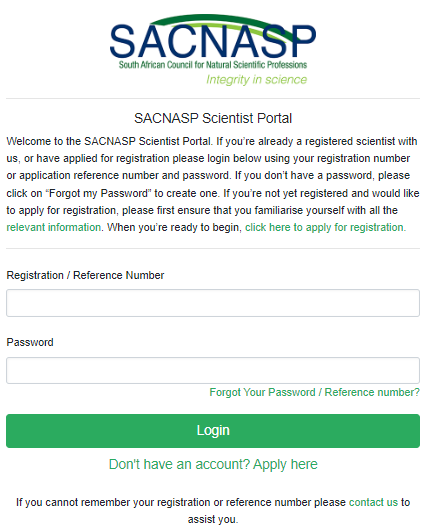 SACNASP
South African Council for Natural Scientific Professions
Integrity in science
SACNASP Scientist Portal
Welcome to the SACNASP Scientist Portal. If you're already a registered scientist with
us, or have applied for registration please login below using your registration number
or application reference number and password. If you don't have a password, please
click on “Forgot my Password” to create one. If you're not yet registered and would like
to apply for registration, please first ensure that you familiarise yourself with all the
relevant information. When you're ready to begin, click here to apply for registration.
Registration / Reference Number
Password
Forgot Your Password / Reference number?
Login
Don't have an account? Apply here
If you cannot remember your registration or reference number please contact us to
assist you.